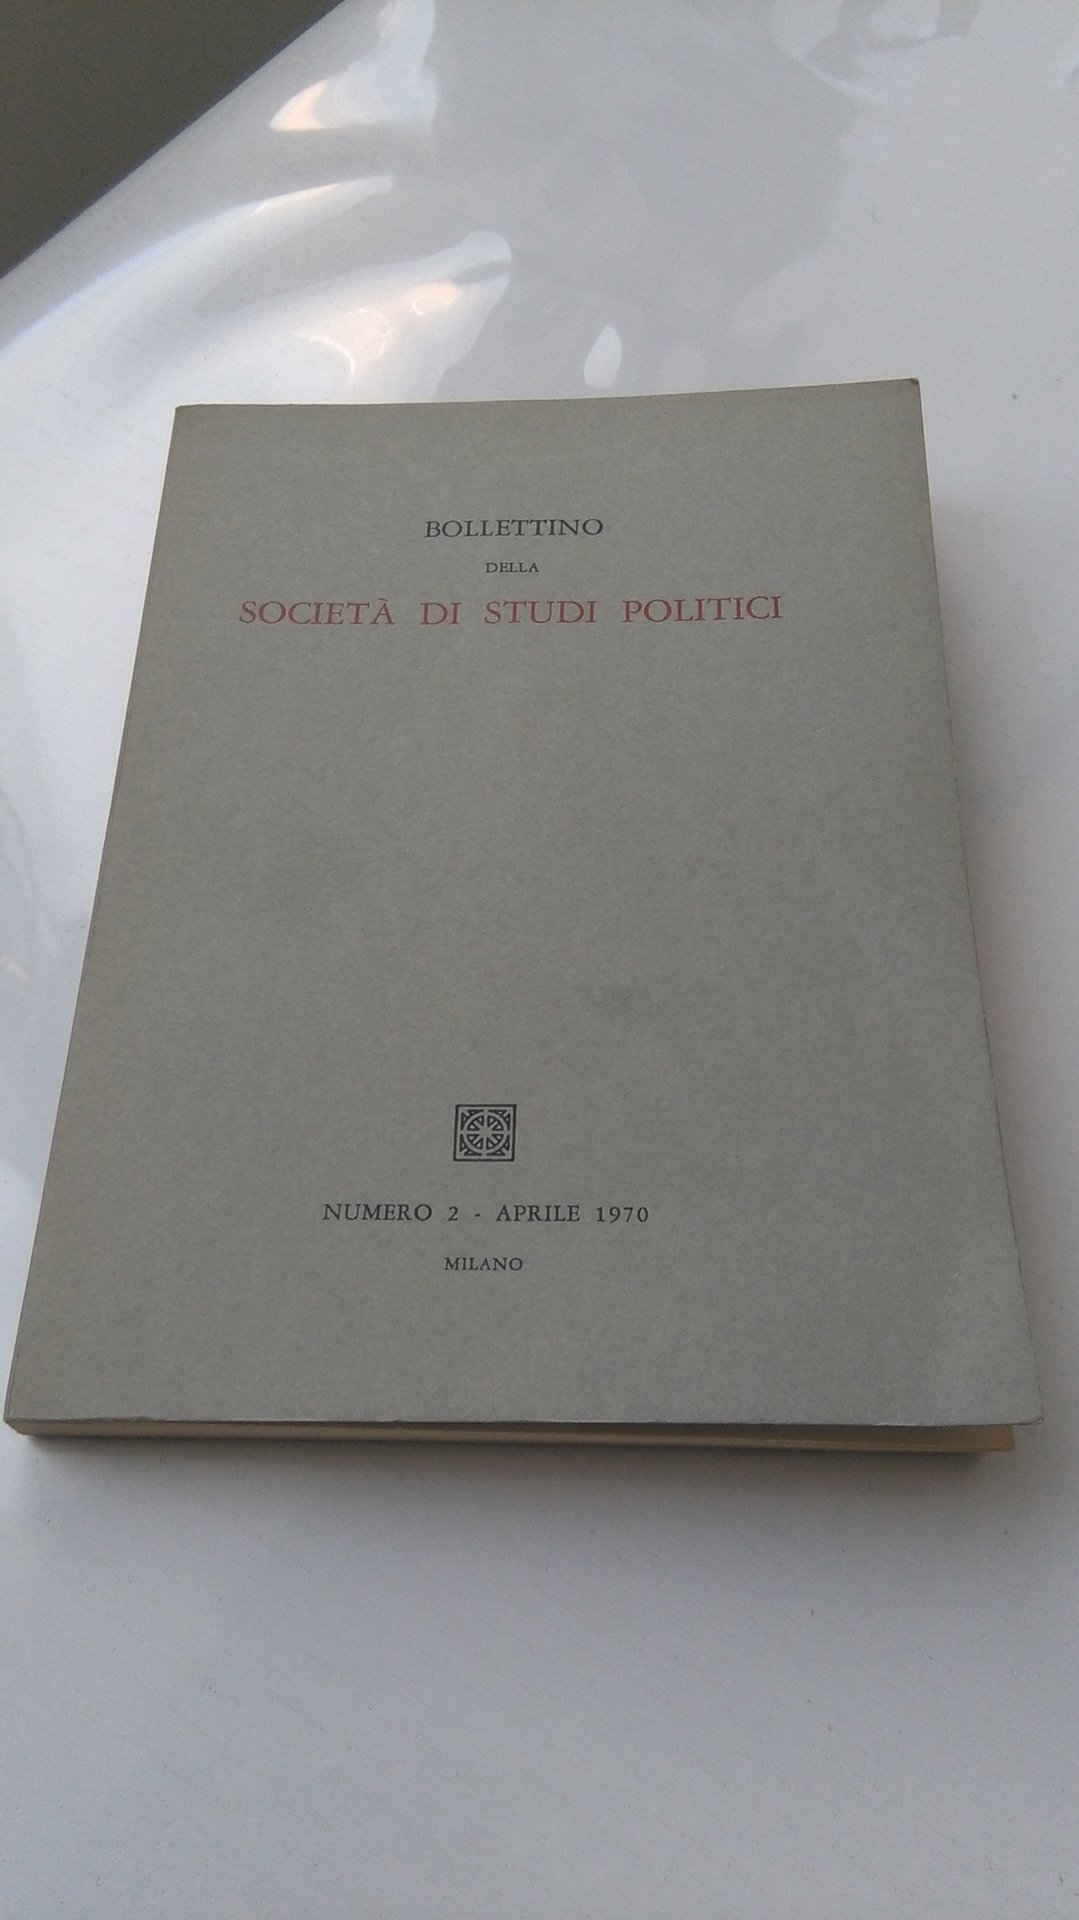 BOLLETTINO
DELLA
SOCIETÀ DI STUDI POLITICI
NUMERO 2 - APRILE 1970
MILANO